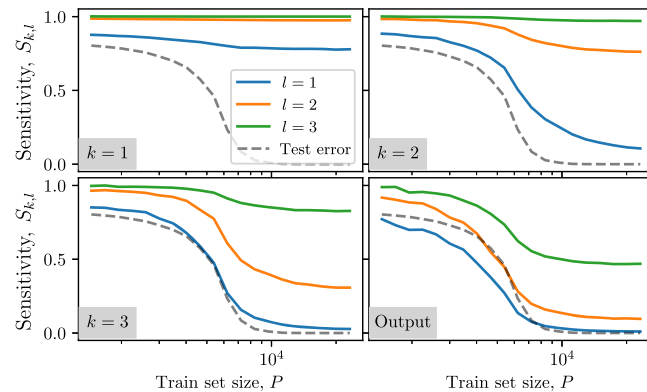 1.0
0.5
0.0
Sensitivity, S_{k,l}
k = 1
l = 1
l = 2
l = 3
Test error
k = 2
1.0
0.5
0.0
Sensitivity, S_{k,l}
k = 3
Output
10^4
10^4
Train set size, P
Train set size, P